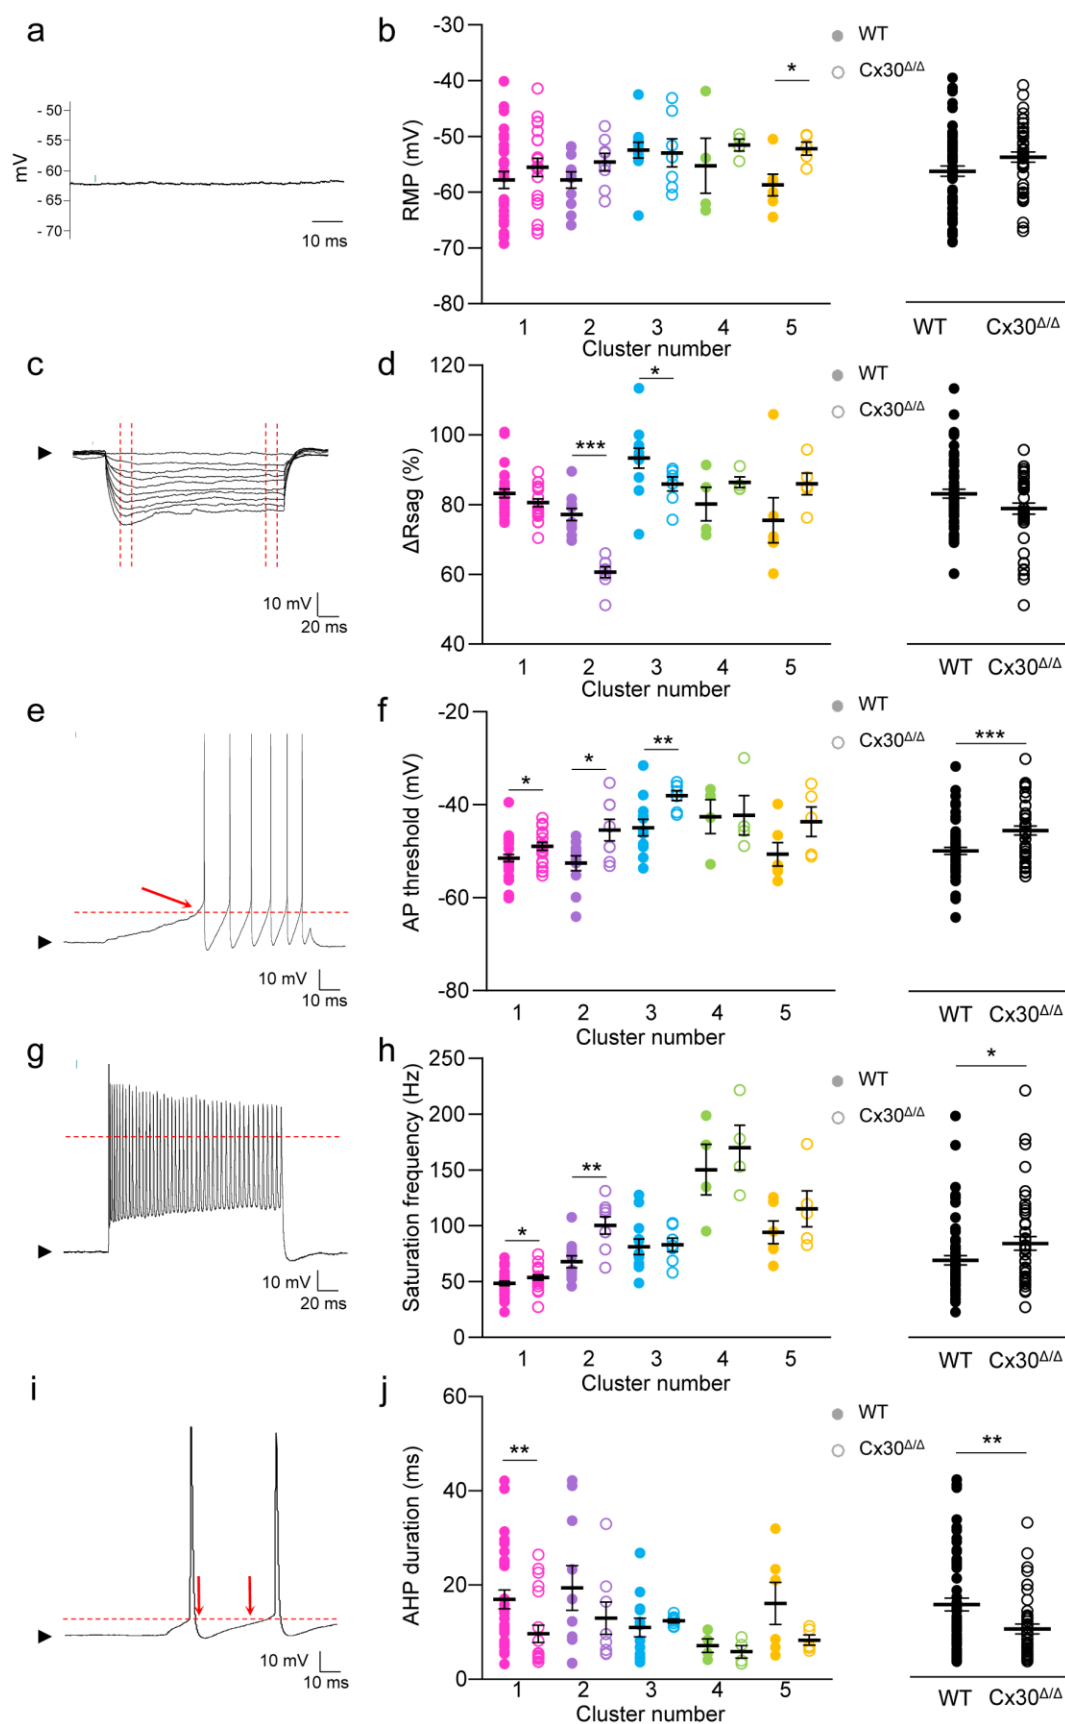 a
- 50
- 55
- 60
- 65
- 70
mV
10 ms
b
-30
-40
-50
-60
-70
-80
RMP (mV)
WT
Cx30Δ/Δ
*
1 2 3 4 5
Cluster number
WT Cx30Δ/Δ
c
10 mV
20 ms
d
120
100
80
60
40
ΔRsag (%)
WT
Cx30Δ/Δ
*
***
1 2 3 4 5
Cluster number
WT Cx30Δ/Δ
e
10 mV
10 ms
f
-20
-40
-60
-80
AP threshold (mV)
WT
Cx30Δ/Δ
* * **
***
1 2 3 4 5
Cluster number
WT Cx30Δ/Δ
g
10 mV
20 ms
h
250
200
150
100
50
0
Saturation frequency (Hz)
WT
Cx30Δ/Δ
* **
*
1 2 3 4 5
Cluster number
WT Cx30Δ/Δ
i
10 mV
10 ms
j
60
40
20
0
AHP duration (ms)
WT
Cx30Δ/Δ
**
**
1 2 3 4 5
Cluster number
WT Cx30Δ/Δ